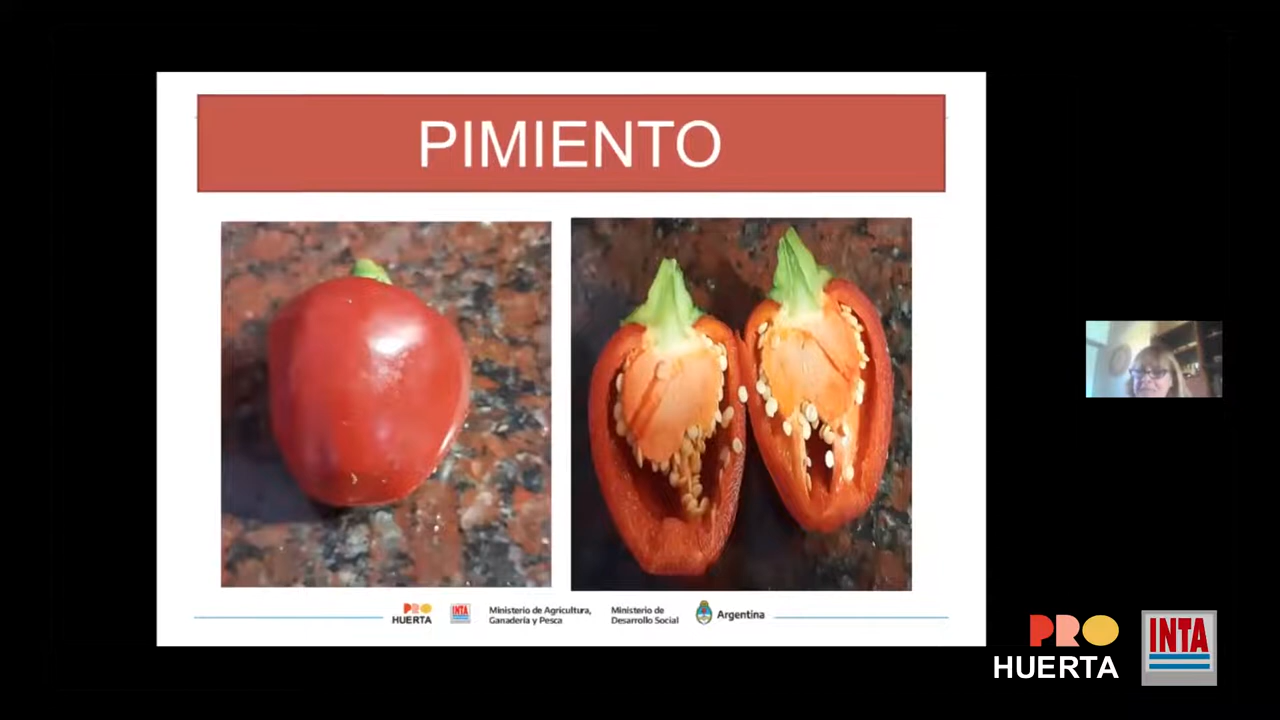 PIMIENTO
PRO
HUERTA
INTA
Ministerio de Agricultura,
Ganadería y Pesca
Ministerio de
Desarrollo Social
Argentina
PRO
HUERTA
INTA